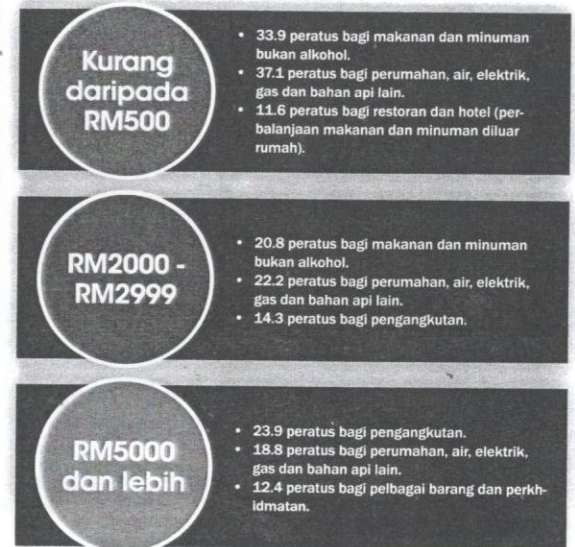 Kurang
daripada
RM500
• 33.9 peratus bagi makanan dan minuman
bukan alkohol.
• 37.1 peratus bagi perumahan, air, elektrik,
gas dan bahan api lain.
• 11.6 peratus bagi restoran dan hotel (per-
balanjaan makanan dan minuman diluar
rumah).
RM2000 -
RM2999
• 20.8 peratus bagi makanan dan minuman
bukan alkohol.
• 22.2 peratus bagi perumahan, air, elektrik,
gas dan bahan api lain.
• 14.3 peratus bagi pengangkutan.
RM5000
dan lebih
• 23.9 peratus bagi pengangkutan.
• 18.8 peratus bagi perumahan, air, elektrik,
gas dan bahan api lain.
• 12.4 peratus bagi pelbagai barang dan perkh-
idmatan.